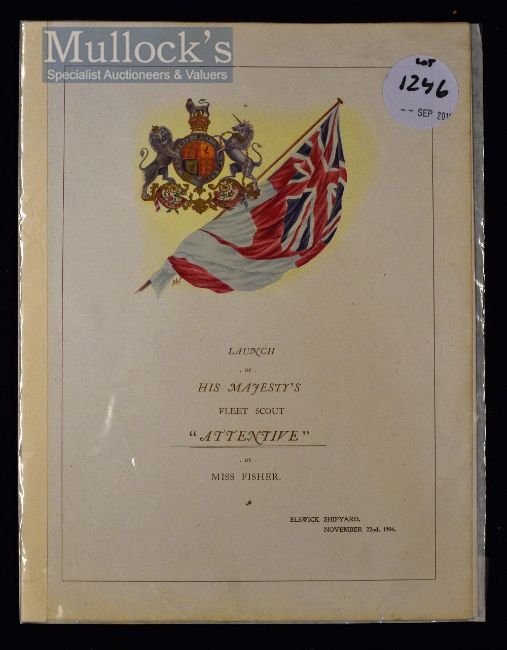 Mullock's
Specialist Auctioneers & Valuers
LOT
1246
-- SEP 201
LAUNCH
· OF ·
HIS MAJESTY'S
FLEET SCOUT
"ATTENTIVE"
· BY ·
MISS FISHER.
ELSWICK SHIPYARD,
NOVEMBER 22nd, 1904.